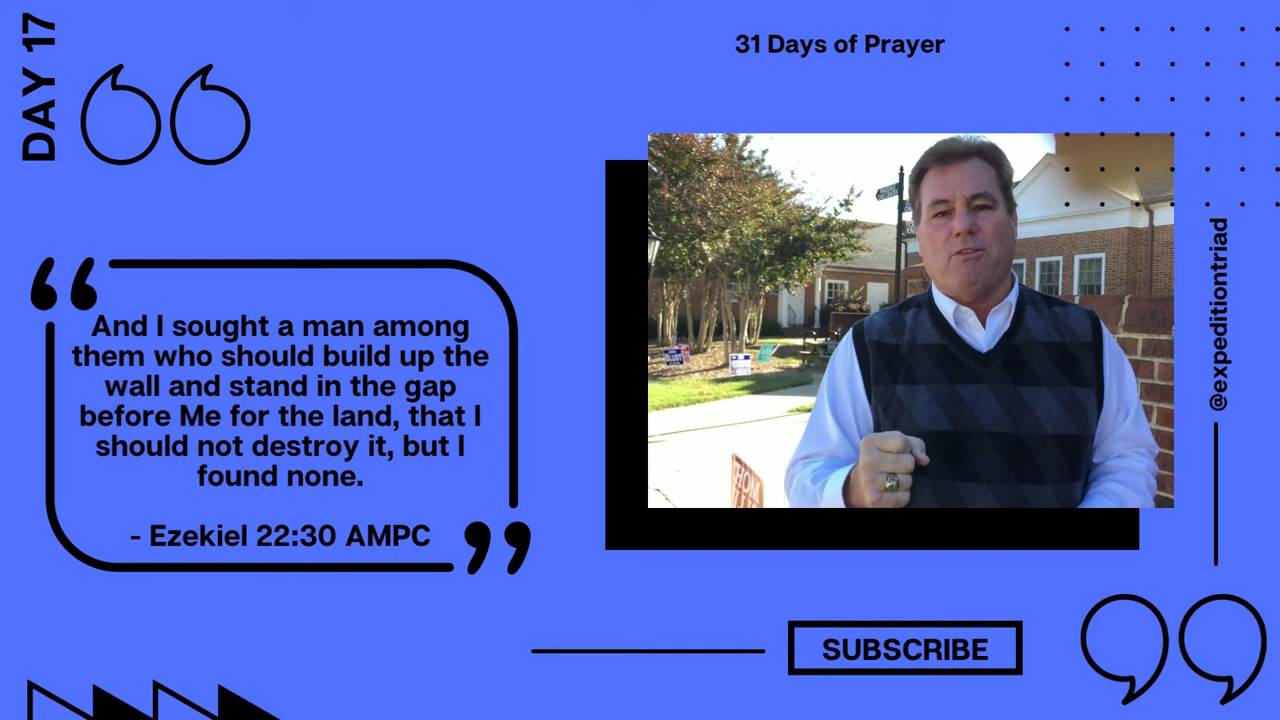 DAY 17
31 Days of Prayer
And I sought a man among
them who should build up the
wall and stand in the gap
before Me for the land, that I
should not destroy it, but I
found none.
- Ezekiel 22:30 AMPC
BLUST
@expeditiontriad
SUBSCRIBE